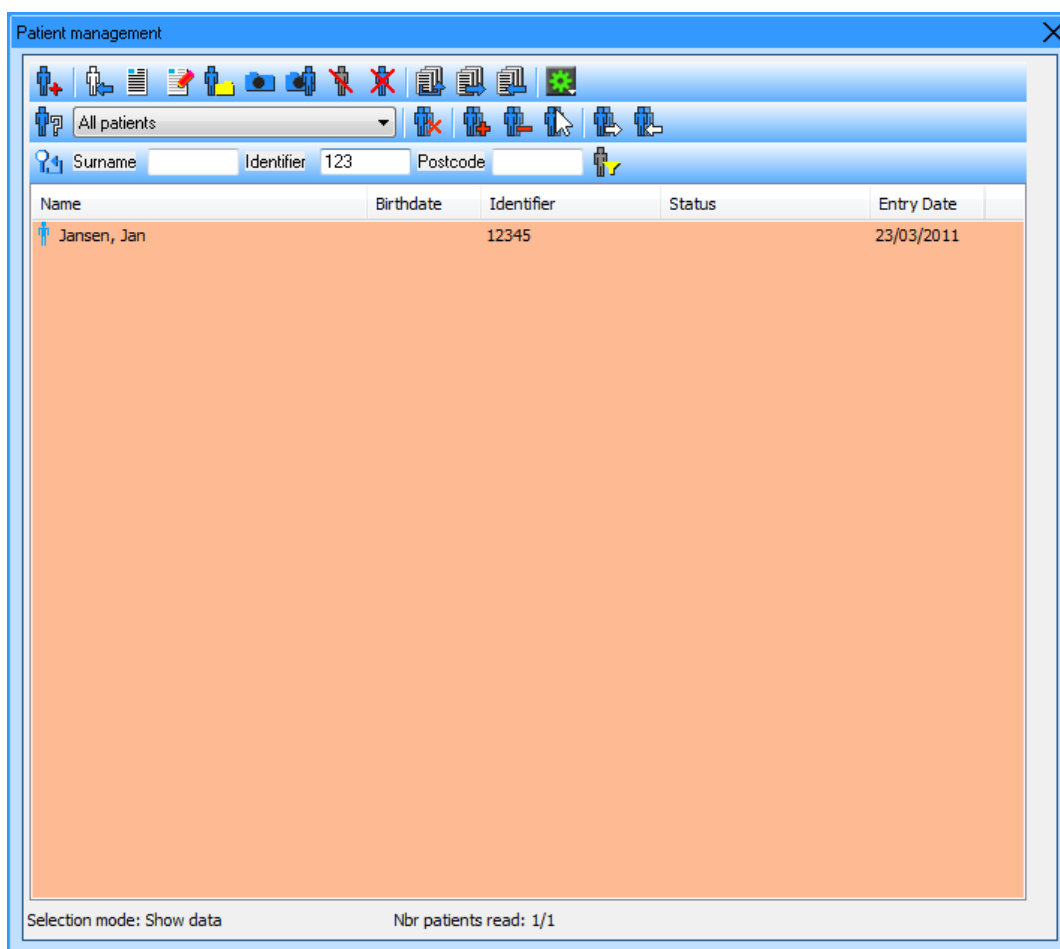 Patient management
All patients
Surname Identifier 123 Postcode
Name Birthdate Identifier Status Entry Date
Jansen, Jan 12345 23/03/2011
Selection mode: Show data Nbr patients read: 1/1